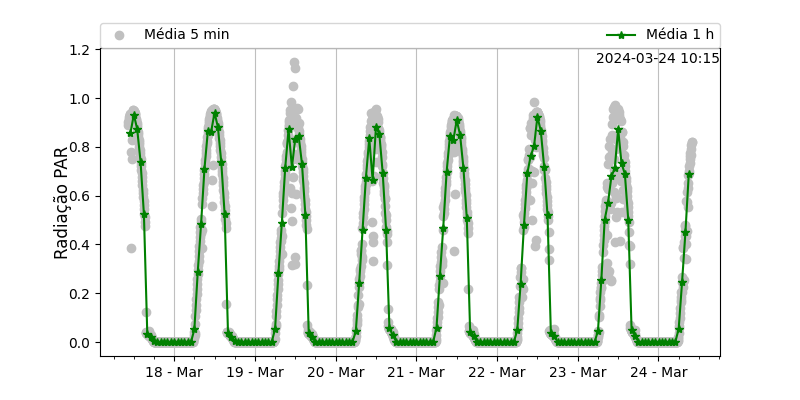 Média 5 min
Média 1 h
2024-03-24 10:15
Radiação PAR
1.2
1.0
0.8
0.6
0.4
0.2
0.0
18 - Mar
19 - Mar
20 - Mar
21 - Mar
22 - Mar
23 - Mar
24 - Mar